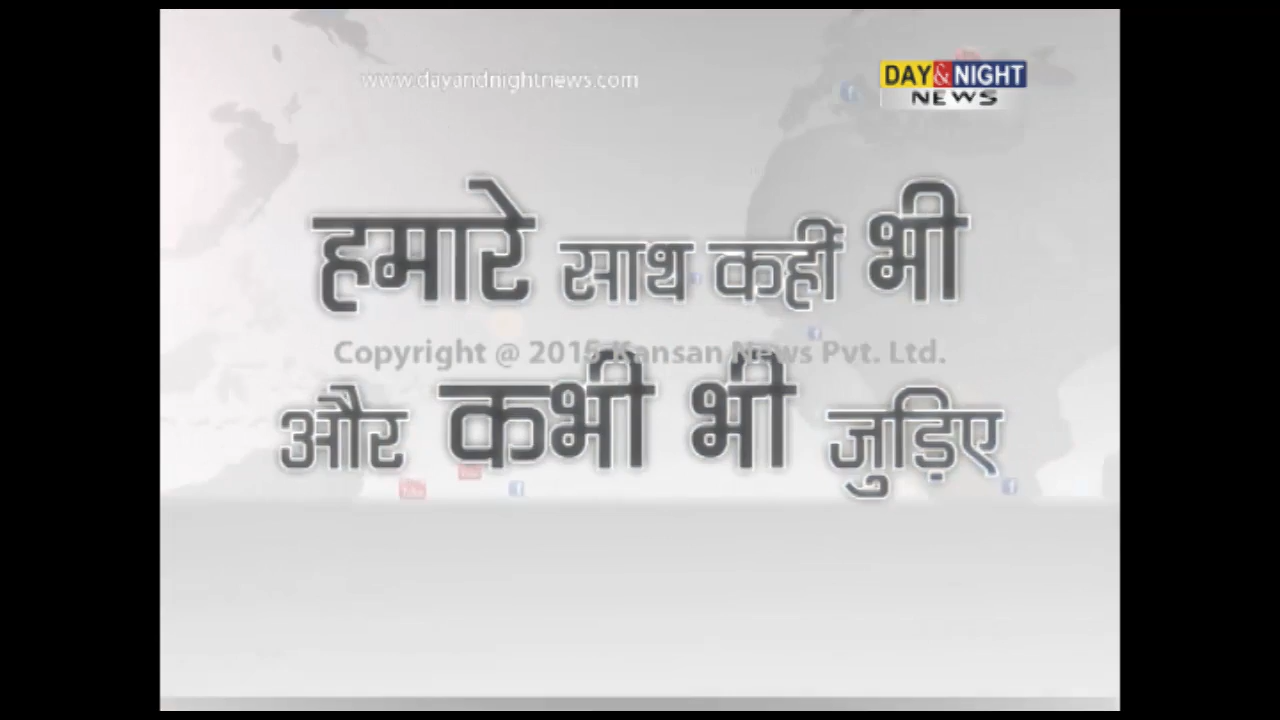 www.dayandnightnews.com
DAY & NIGHT
NEWS
हमारे साथ कहीं भी
Copyright @ 2015 Kansan News Pvt. Ltd.
और कभी भी जुड़िए